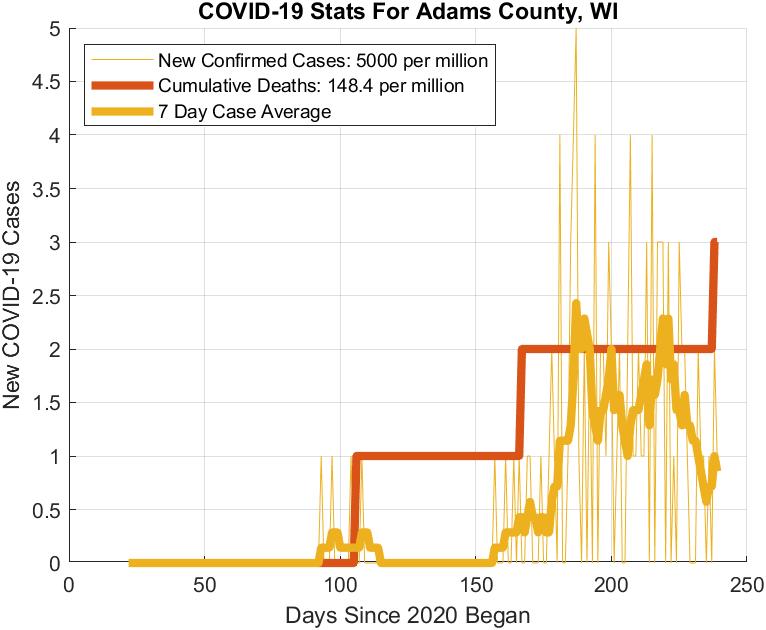 COVID-19 Stats For Adams County, WI
New Confirmed Cases: 5000 per million
Cumulative Deaths: 148.4 per million
7 Day Case Average
New COVID-19 Cases
5
4.5
4
3.5
3
2.5
2
1.5
1
0.5
0
0 50 100 150 200 250
Days Since 2020 Began